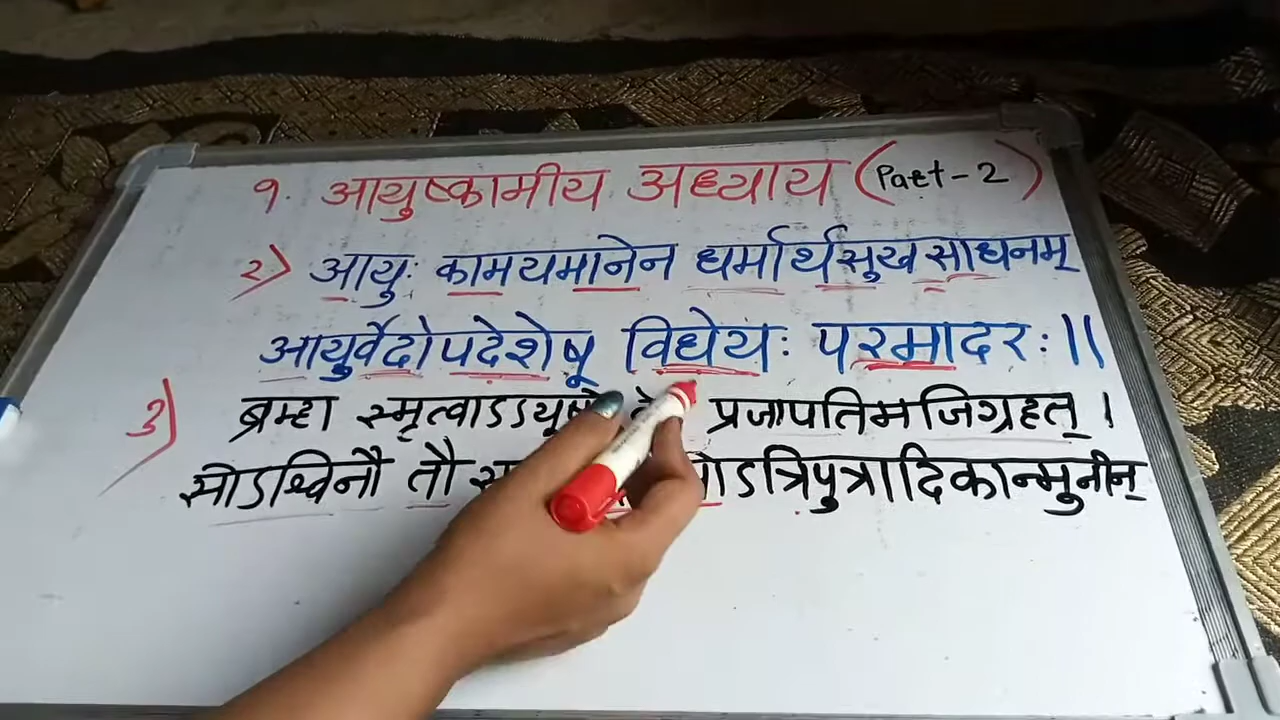 १. आयुष्कामीय अध्याय (Part-2)
२) आयुः कामयमानेन धर्मार्थसुखसाधनम्
आयुर्वेदोपदेशेषू विधेयः परमादरः ॥
३) ब्रम्हा स्मृत्वाऽऽयूष प्रजापतिमजिग्रहत् ।
सोऽश्विनौ तौ सोऽत्रिपुत्रादिकान्मुनीन्